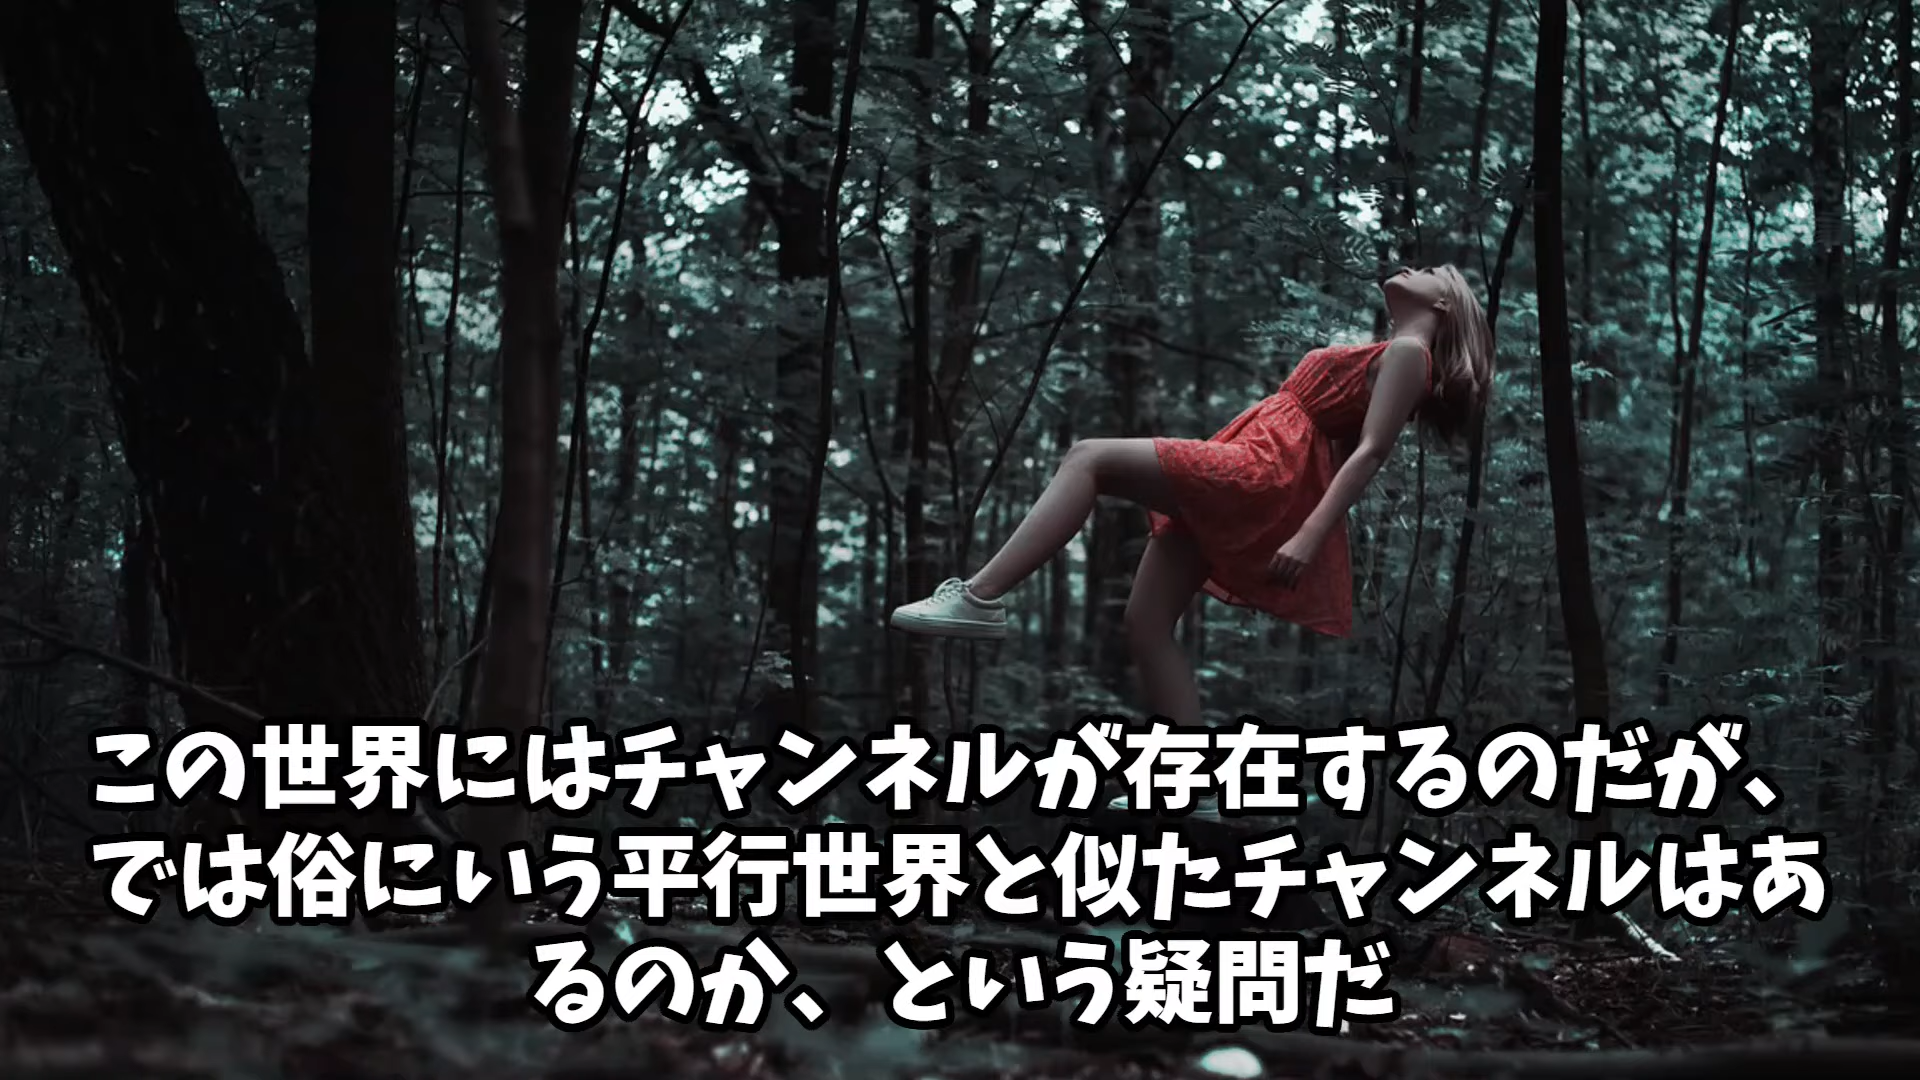 この世界にはチャンネルが存在するのだが、
では俗にいう平行世界と似たチャンネルはあ
るのか、という疑問だ